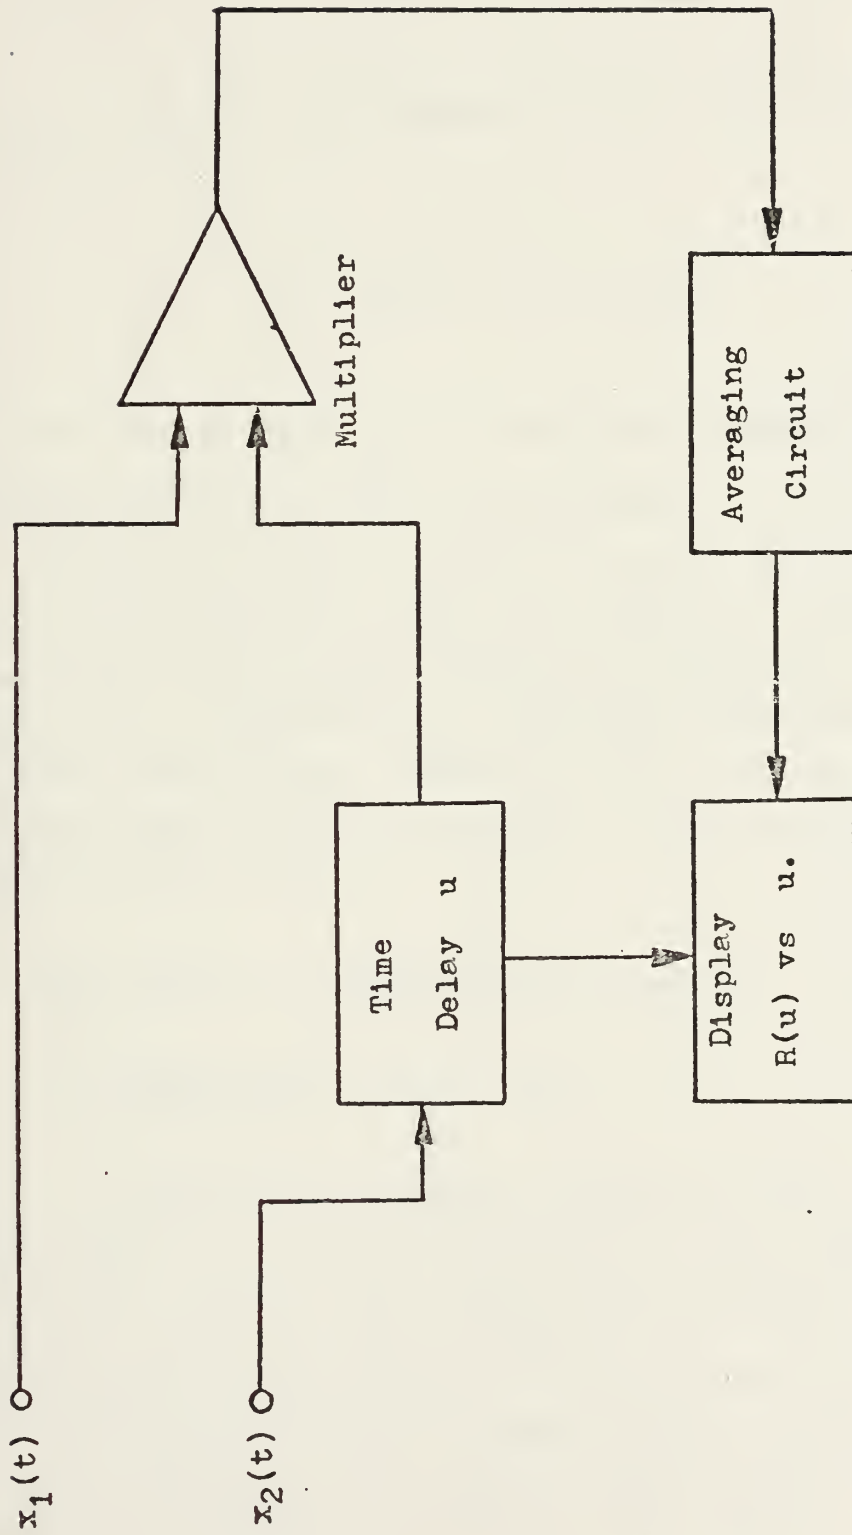 x₁(t)
x₂(t)
Multiplier
Time
Delay u
Display
R(u) vs u.
Averaging
Circuit